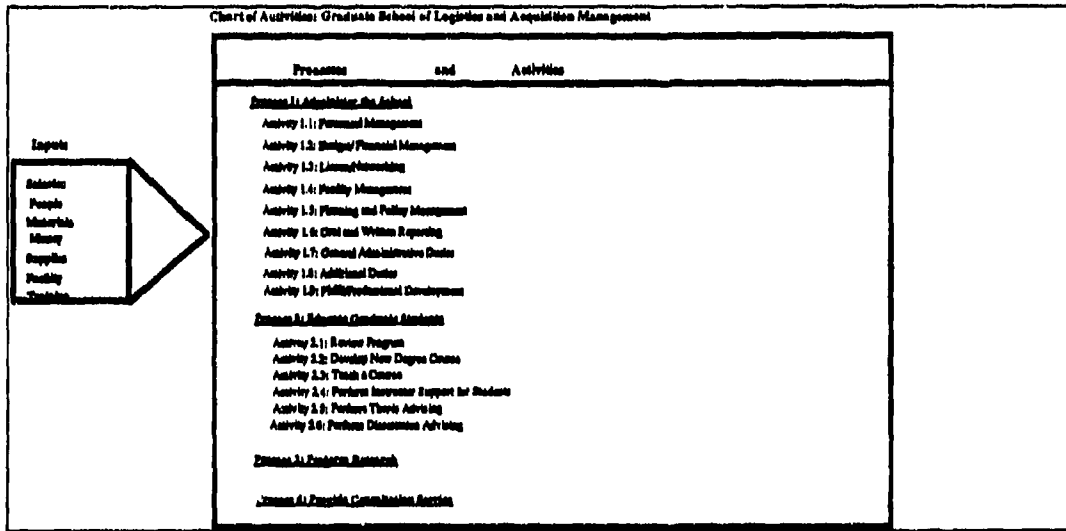 Chart of Activities: Graduate School of Logistics and Acquisition Management
Processes and Activities
Process 1: Administer the School
Activity 1.1: Personnel Management
Activity 1.2: Budget/Financial Management
Activity 1.3: Liaison/Networking
Activity 1.4: Facility Management
Activity 1.5: Planning and Policy Management
Activity 1.6: Oral and Written Reporting
Activity 1.7: General Administrative Duties
Activity 1.8: Additional Duties
Activity 1.9: Professional Development
Inputs
Salaries
People
Materials
Money
Supplies
Facility
Training
Process 2: Educate Graduate Students
Activity 2.1: Review Program
Activity 2.2: Develop New Degree Course
Activity 2.3: Teach a Course
Activity 2.4: Perform Instructor Support for Students
Activity 2.5: Perform Thesis Advising
Activity 2.6: Perform Dissertation Advising
Process 3: Perform Research
Process 4: Provide Consultation Service